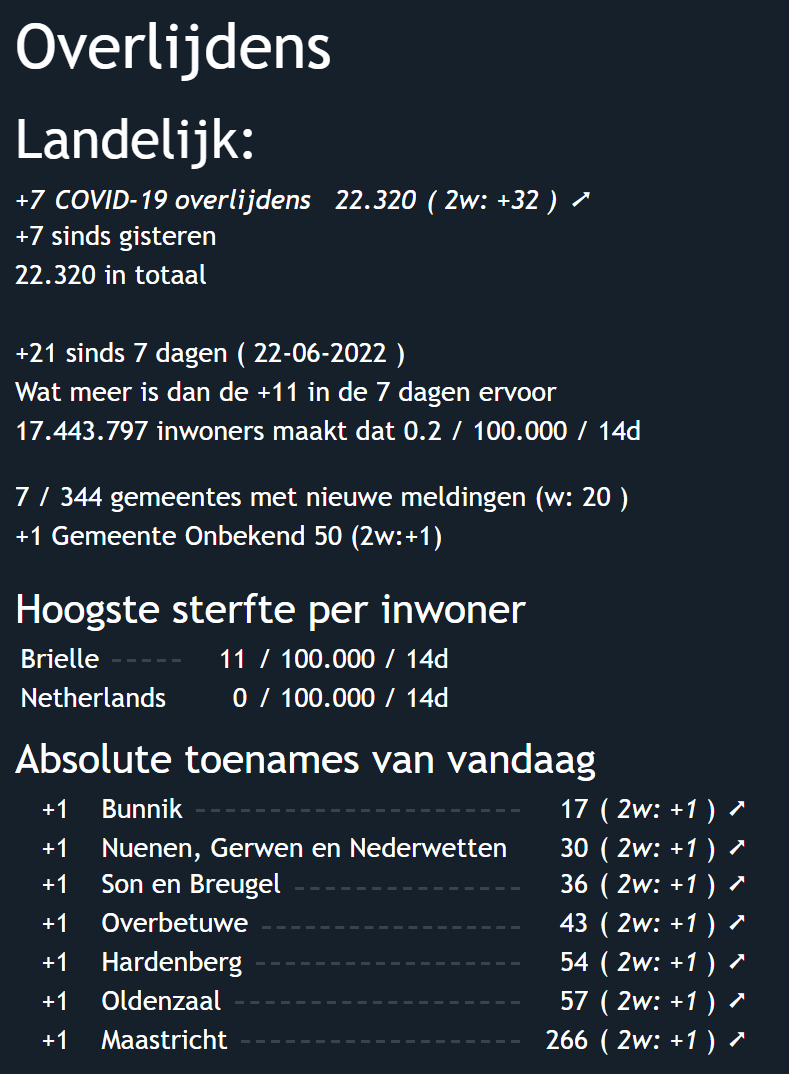 Overlijdens
Landelijk:
+7 COVID-19 overlijdens 22.320 ( 2w: +32 ) ↗
+7 sinds gisteren
22.320 in totaal
+21 sinds 7 dagen ( 22-06-2022 )
Wat meer is dan de +11 in de 7 dagen ervoor
17.443.797 inwoners maakt dat 0.2 / 100.000 / 14d
7 / 344 gemeentes met nieuwe meldingen (w: 20 )
+1 Gemeente Onbekend 50 (2w:+1)
Hoogste sterfte per inwoner
Brielle ----- 11 / 100.000 / 14d
Netherlands 0 / 100.000 / 14d
Absolute toenames van vandaag
+1 Bunnik ------------------------- 17 ( 2w: +1 ) ↗
+1 Nuenen, Gerwen en Nederwetten 30 ( 2w: +1 ) ↗
+1 Son en Breugel ----------------- 36 ( 2w: +1 ) ↗
+1 Overbetuwe -------------------- 43 ( 2w: +1 ) ↗
+1 Hardenberg -------------------- 54 ( 2w: +1 ) ↗
+1 Oldenzaal ---------------------- 57 ( 2w: +1 ) ↗
+1 Maastricht --------------------- 266 ( 2w: +1 ) ↗